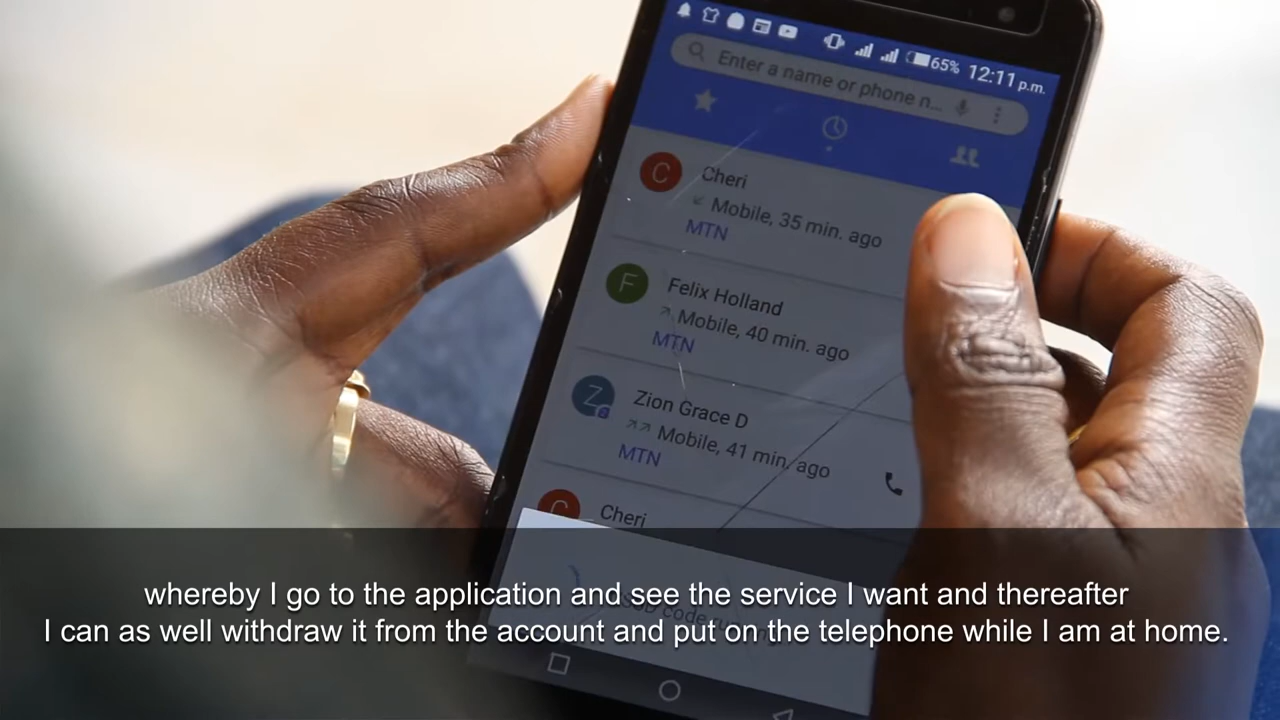 65% 12:11 p.m.
Enter a name or phone n...
C Cheri
Mobile, 35 min. ago
MTN
F Felix Holland
Mobile, 40 min. ago
MTN
Z Zion Grace D
Mobile, 41 min. ago
MTN
C Cheri
USSD code running...
whereby I go to the application and see the service I want and thereafter
I can as well withdraw it from the account and put on the telephone while I am at home.